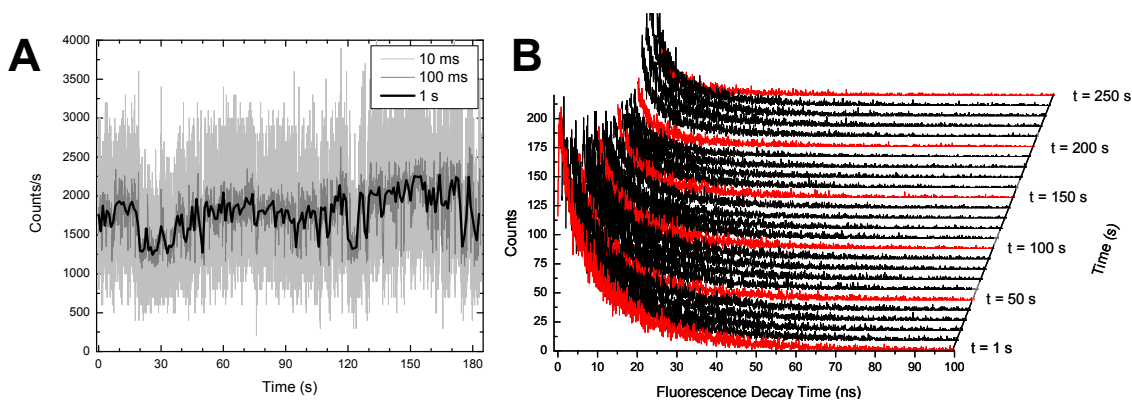 A
4000
3500
3000
2500
2000
1500
1000
500
0
Counts/s
0 30 60 90 120 150 180
Time (s)
10 ms
100 ms
1 s
B
200
175
150
125
100
75
50
25
0
Counts
0 10 20 30 40 50 60 70 80 90 100
Fluorescence Decay Time (ns)
t = 250 s
t = 200 s
t = 150 s
t = 100 s
t = 50 s
t = 1 s
Time (s)